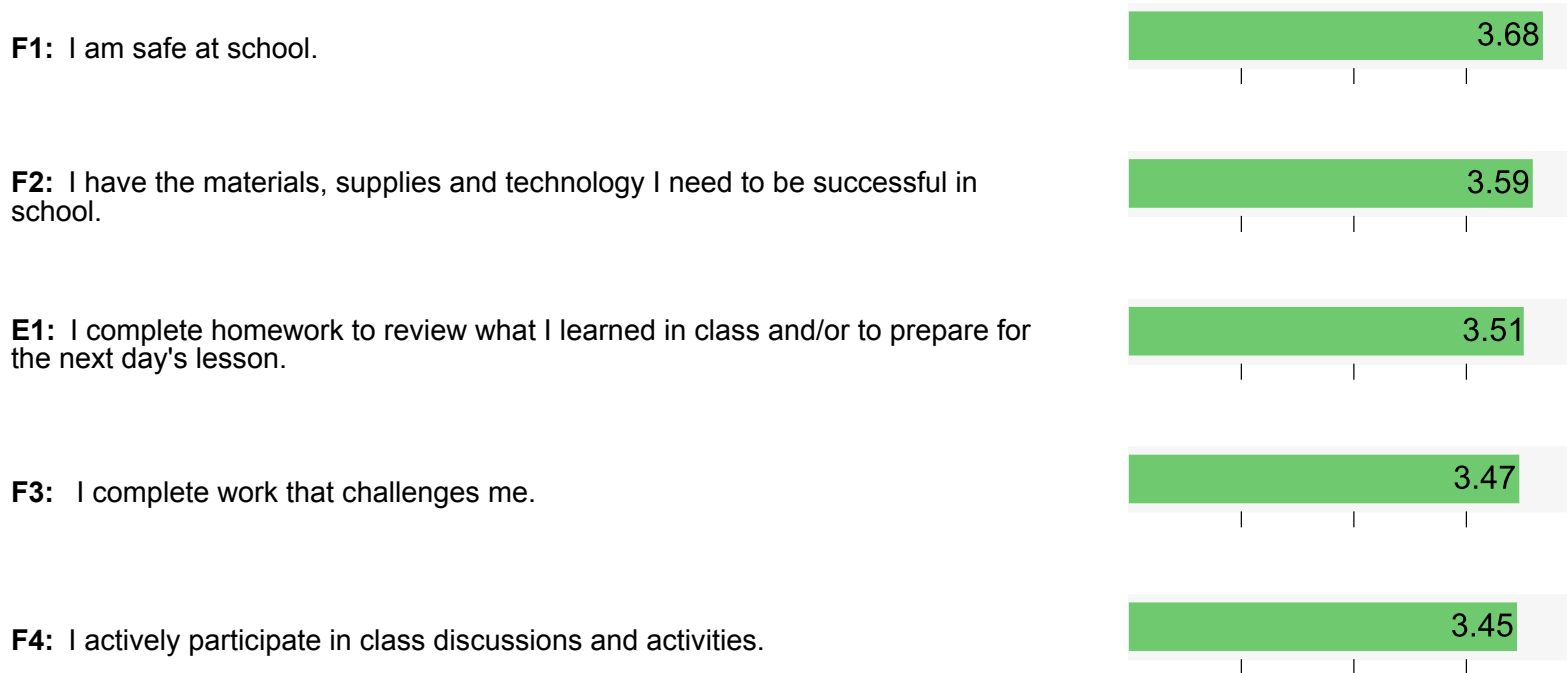 F1: I am safe at school.
3.68
F2: I have the materials, supplies and technology I need to be successful in
school.
3.59
E1: I complete homework to review what I learned in class and/or to prepare for
the next day's lesson.
3.51
F3: I complete work that challenges me.
3.47
F4: I actively participate in class discussions and activities.
3.45